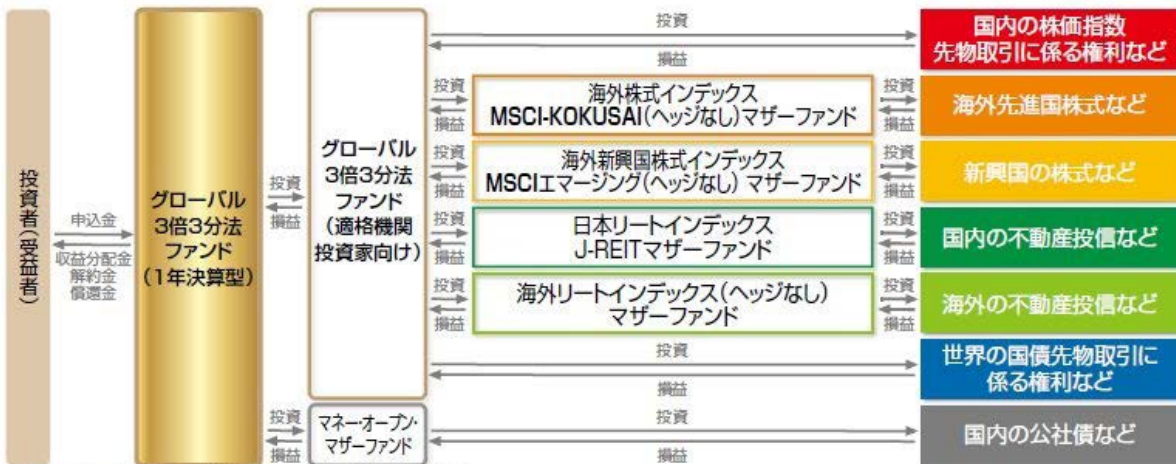 投資者(受益者)
申込金
収益分配金
解約金
償還金
グローバル
3倍3分法
ファンド
(1年決算型)
投資
損益
グローバル
3倍3分法
ファンド
(適格機関
投資家向け)
投資
損益
国内の株価指数
先物取引に係る権利など
投資
損益
海外株式インデックス
MSCI-KOKUSAI(ヘッジなし)マザーファンド
投資
損益
海外先進国株式など
投資
損益
海外新興国株式インデックス
MSCIエマージング(ヘッジなし) マザーファンド
投資
損益
新興国の株式など
投資
損益
日本リートインデックス
J-REITマザーファンド
投資
損益
国内の不動産投信など
投資
損益
海外リートインデックス(ヘッジなし)
マザーファンド
投資
損益
海外の不動産投信など
投資
損益
世界の国債先物取引に
係る権利など
投資
損益
マネー・オープン・
マザーファンド
投資
損益
国内の公社債など